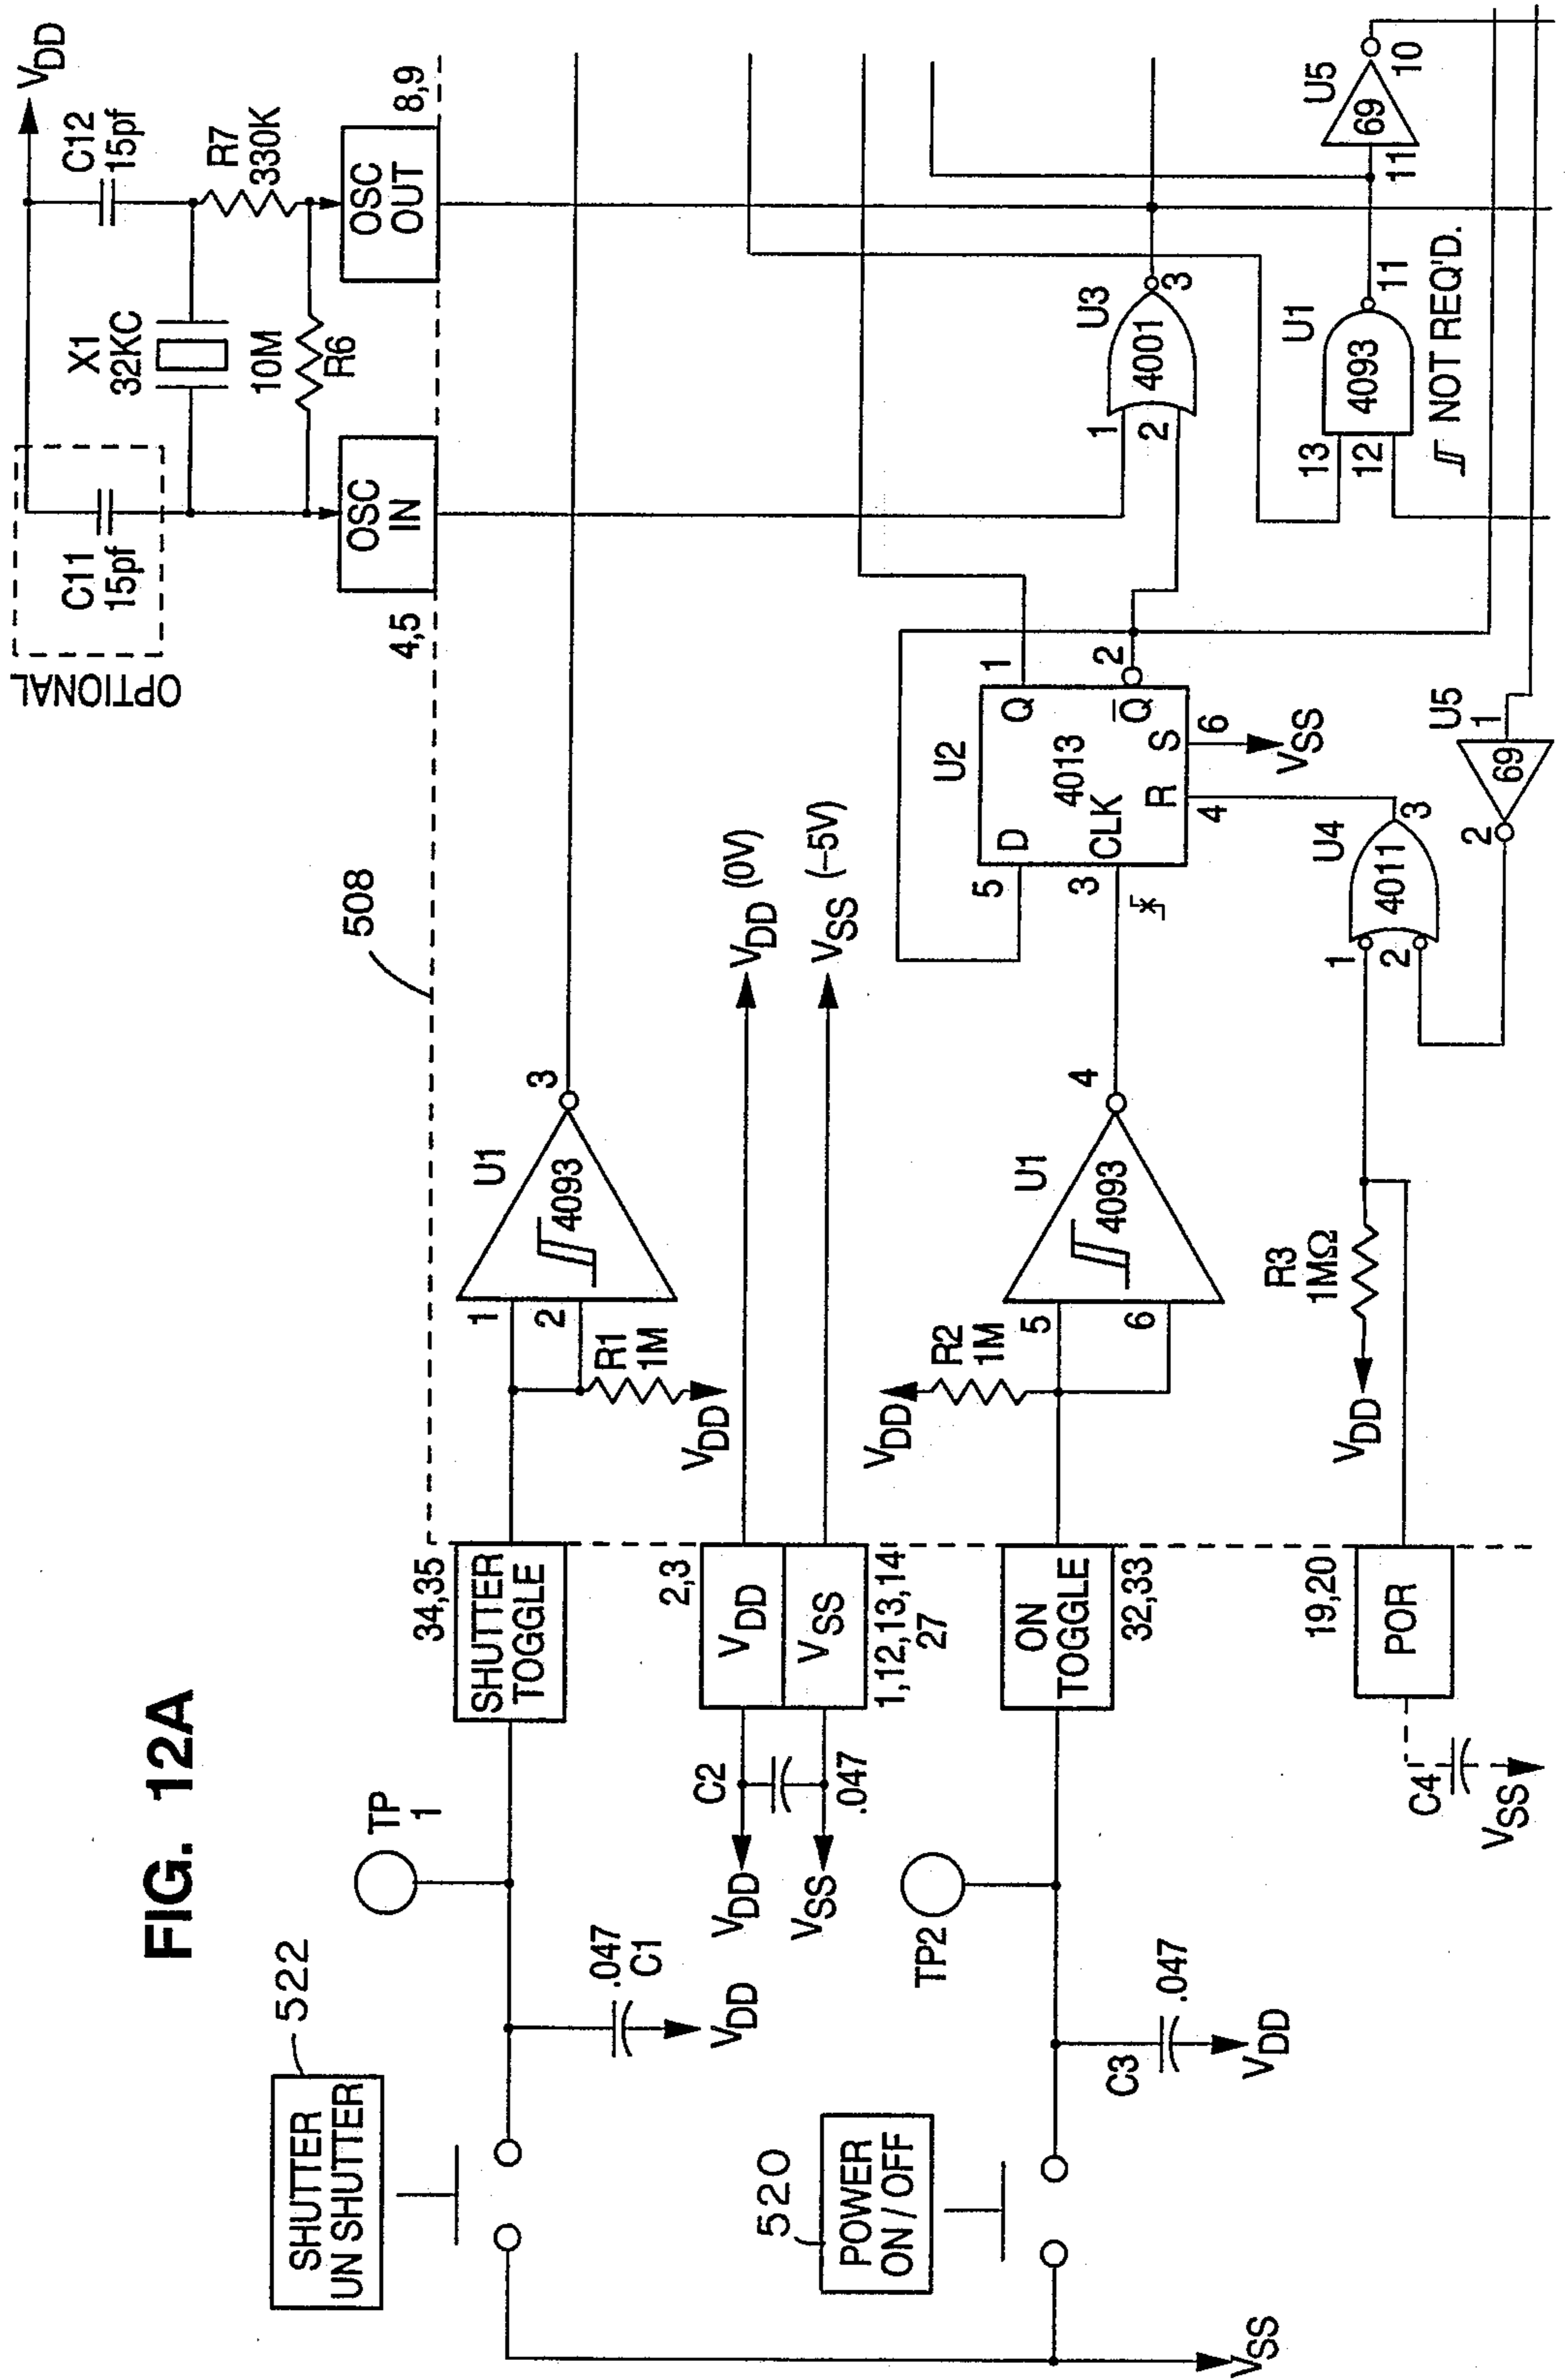 FIG. 12A
SHUTTER
UN SHUTTER
522
TP
1
.047
C1
VDD
SHUTTER
TOGGLE
34,35
U1
1
2
4093
3
R1
1M
VDD
508
OPTIONAL
C11
15pf
X1
32KC
10M
R6
C12
15pf
VDD
R7
330K
OSC
IN
4,5
OSC
OUT
8,9
C2
.047
VDD
VSS
2,3
VDD
VSS
1,12,13,14
27
VDD (0V)
VSS (–5V)
POWER
ON / OFF
520
TP2
C3
.047
VDD
VSS
ON
TOGGLE
32,33
VDD
R2
1M
U1
5
6
4093
4
U2
5
D
Q
1
4013
3
CLK
Q
2
R
S
4
6
VSS
U3
1
2
4001
3
U1
13
12
4093
11
NOT REQ'D.
U5
11
69
10
POR
19,20
C4
VSS
R3
1MΩ
VDD
U4
1
2
4011
3
U5
1
69
2